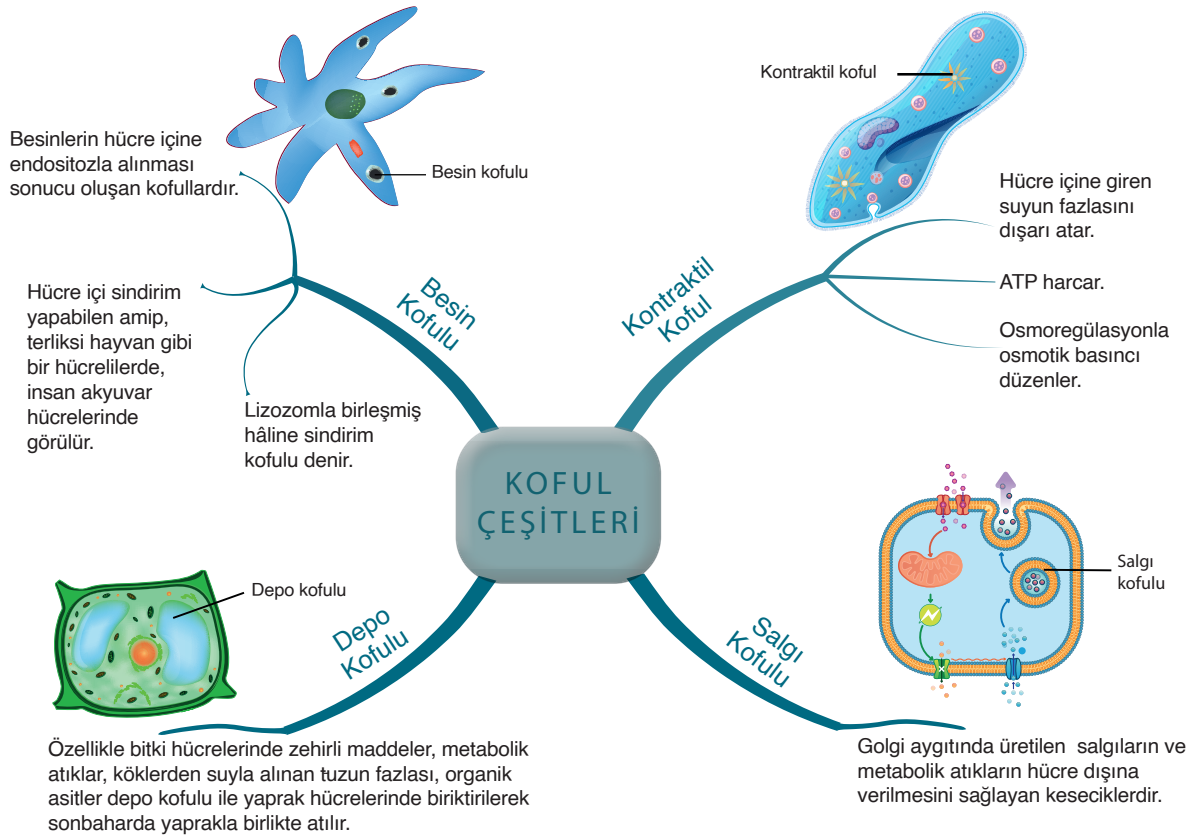 Kontraktil koful
Besinlerin hücre içine
endositozla alınması
sonucu oluşan kofullardır.
Besin kofulu
Hücre içine giren
suyun fazlasını
dışarı atar.
Besin
Kofulu
Kontraktil
Koful
Hücre içi sindirim
yapabilen amip,
terliksi hayvan gibi
bir hücrelilerde,
insan akyuvar
hücrelerinde
görülür.
ATP harcar.
Osmoregülasyonla
osmotik basıncı
düzenler.
Lizozomla birleşmiş
hâline sindirim
kofulu denir.
KOFUL
ÇEŞİTLERİ
Depo kofulu
Salgı
kofulu
Depo
Kofulu
Salgı
Kofulu
Özellikle bitki hücrelerinde zehirli maddeler, metabolik
atıklar, köklerden suyla alınan tuzun fazlası, organik
asitler depo kofulu ile yaprak hücrelerinde biriktirilerek
sonbaharda yaprakla birlikte atılır.
Golgi aygıtında üretilen salgıların ve
metabolik atıkların hücre dışına
verilmesini sağlayan keseciklerdir.